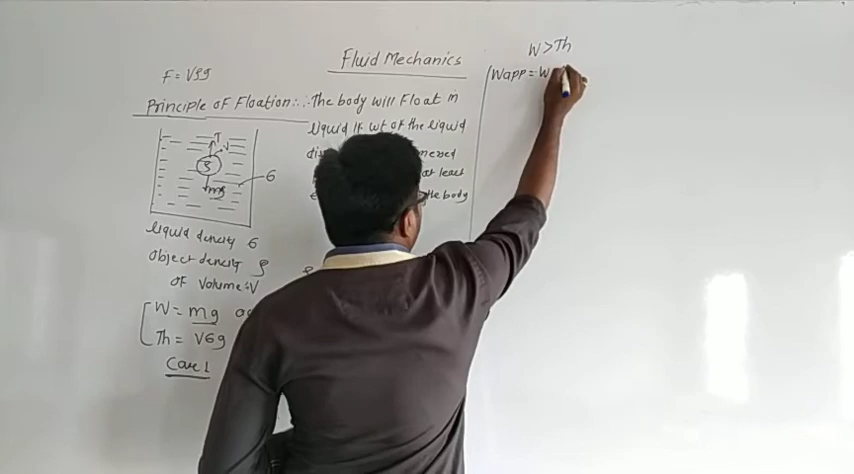 Fluid Mechanics
F = Vρg
Principle of Floation:: The body will Float in
liquid If wt of the liquid
at least
the body
T
V
ρ
mg
σ
liquid density σ
object density ρ
of volume:V
W = mg
Th = Vσg
Case 1
W > Th
Wapp = W